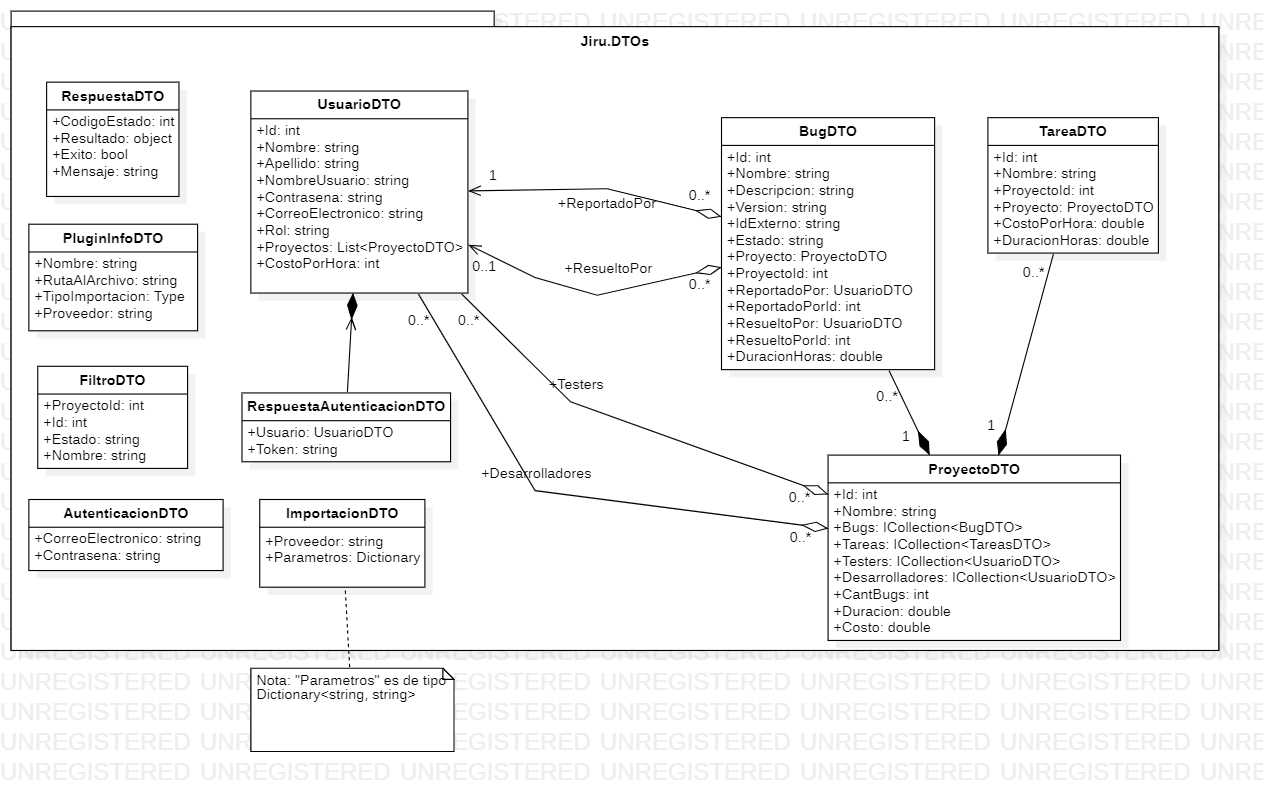 Jiru.DTOs
RespuestaDTO
+CodigoEstado: int
+Resultado: object
+Exito: bool
+Mensaje: string
PluginInfoDTO
+Nombre: string
+RutaAlArchivo: string
+TipoImportacion: Type
+Proveedor: string
FiltroDTO
+ProyectoId: int
+Id: int
+Estado: string
+Nombre: string
AutenticacionDTO
+CorreoElectronico: string
+Contrasena: string
UsuarioDTO
+Id: int
+Nombre: string
+Apellido: string
+NombreUsuario: string
+Contrasena: string
+CorreoElectronico: string
+Rol: string
+Proyectos: List<ProyectoDTO>
+CostoPorHora: int
RespuestaAutenticacionDTO
+Usuario: UsuarioDTO
+Token: string
ImportacionDTO
+Proveedor: string
+Parametros: Dictionary
Nota: "Parametros" es de tipo
Dictionary<string, string>
1
+ReportadoPor
0..*
0..1
+ResueltoPor
0..*
0..*
0..*
+Testers
+Desarrolladores
0..*
0..*
BugDTO
+Id: int
+Nombre: string
+Descripcion: string
+Version: string
+IdExterno: string
+Estado: string
+Proyecto: ProyectoDTO
+ProyectoId: int
+ReportadoPor: UsuarioDTO
+ReportadoPorId: int
+ResueltoPor: UsuarioDTO
+ResueltoPorId: int
+DuracionHoras: double
0..*
1
TareaDTO
+Id: int
+Nombre: string
+ProyectoId: int
+Proyecto: ProyectoDTO
+CostoPorHora: double
+DuracionHoras: double
0..*
1
ProyectoDTO
+Id: int
+Nombre: string
+Bugs: ICollection<BugDTO>
+Tareas: ICollection<TareasDTO>
+Testers: ICollection<UsuarioDTO>
+Desarrolladores: ICollection<UsuarioDTO>
+CantBugs: int
+Duracion: double
+Costo: double
UNREGISTERED UNREGISTERED UNREGISTERED UNREGISTERED UNREGISTERED UNREGISTERED